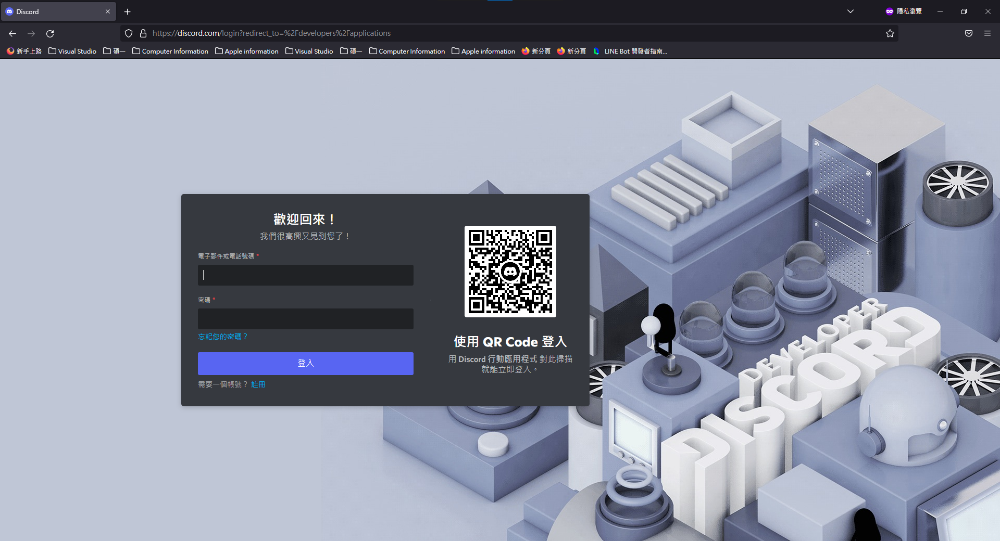 Discord
隱私瀏覽
https://discord.com/login?redirect_to=%2Fdevelopers%2Fapplications
新手上路 Visual Studio 碩一 Computer Information Apple information Visual Studio 碩一 Computer Information Apple information 新分頁 新分頁 LINE Bot 開發者指南...
歡迎回來！
我們很高興又見到您了！
電子郵件或電話號碼 *
密碼 *
忘記您的密碼？
登入
需要一個帳號？ 註冊
使用 QR Code 登入
用 Discord 行動應用程式 對此掃描
就能立即登入。
DEVELOPER
DISCORD